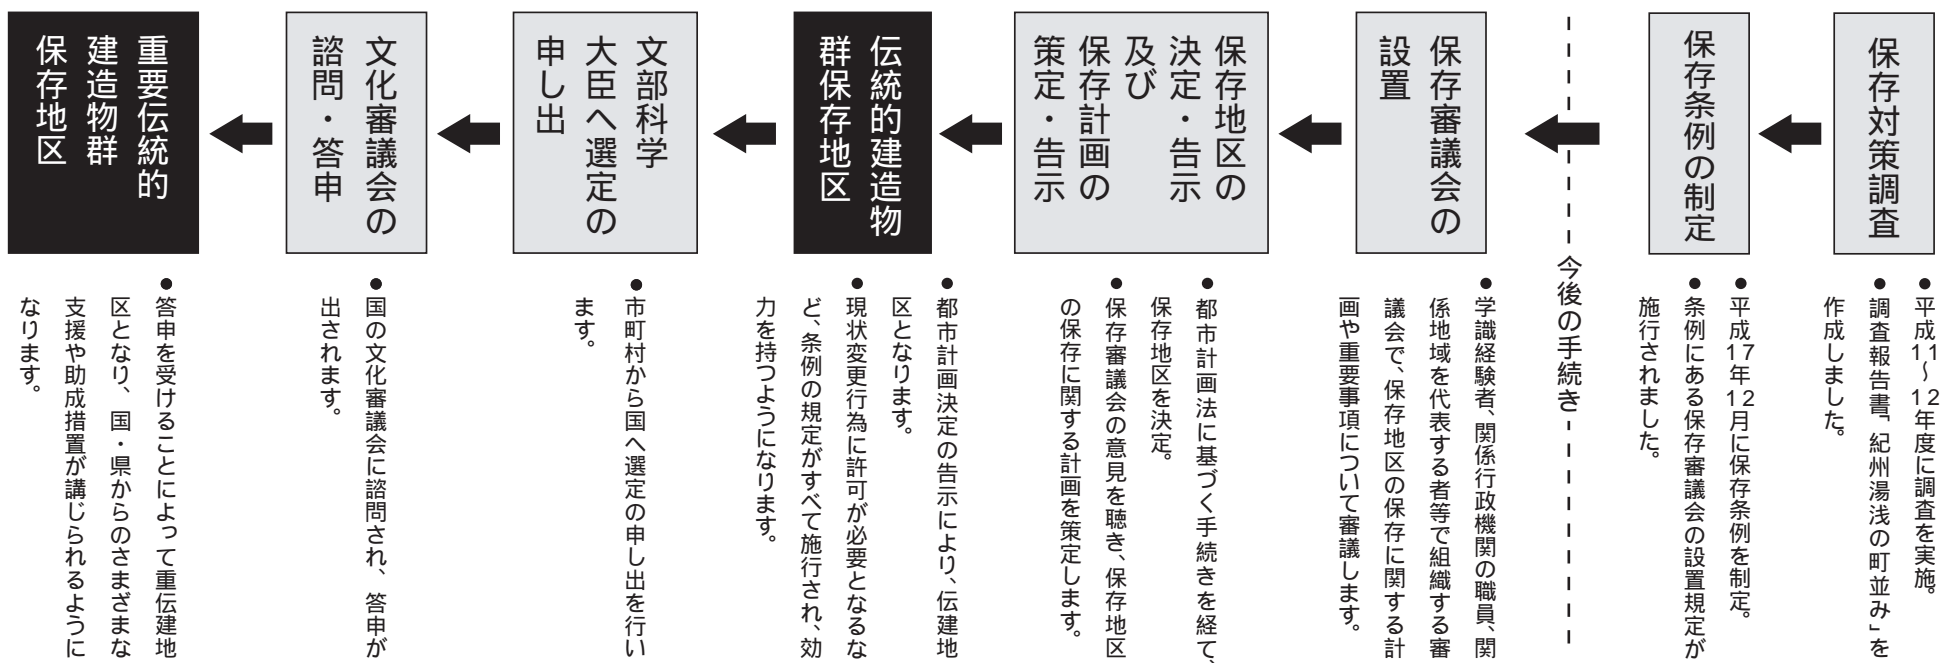 保存対策調査
●平成11～12年度に調査を実施。
●調査報告書「紀州湯浅の町並み」を
作成しました。
保存条例の制定
●平成17年12月に保存条例を制定。
●条例にある保存審議会の設置規定が
施行されました。
今後の手続き
保存審議会の
設置
●学識経験者、関係行政機関の職員、関
係地域を代表する者等で組織する審
議会で、保存地区の保存に関する計
画や重要事項について審議します。
保存地区の
決定・告示
及び
保存計画の
策定・告示
●都市計画法に基づく手続きを経て、
保存地区を決定。
●保存審議会の意見を聴き、保存地区
の保存に関する計画を策定します。
伝統的建造物
群保存地区
●都市計画決定の告示により、伝建地
区となります。
●現状変更行為に許可が必要となるな
ど、条例の規定がすべて施行され、効
力を持つようになります。
文部科学
大臣へ選定の
申し出
●市町村から国へ選定の申し出を行い
ます。
文化審議会の
諮問・答申
●国の文化審議会に諮問され、答申が
出されます。
重要伝統的
建造物群
保存地区
●答申を受けることによって重伝建地
区となり、国・県からのさまざまな
支援や助成措置が講じられるように
なります。